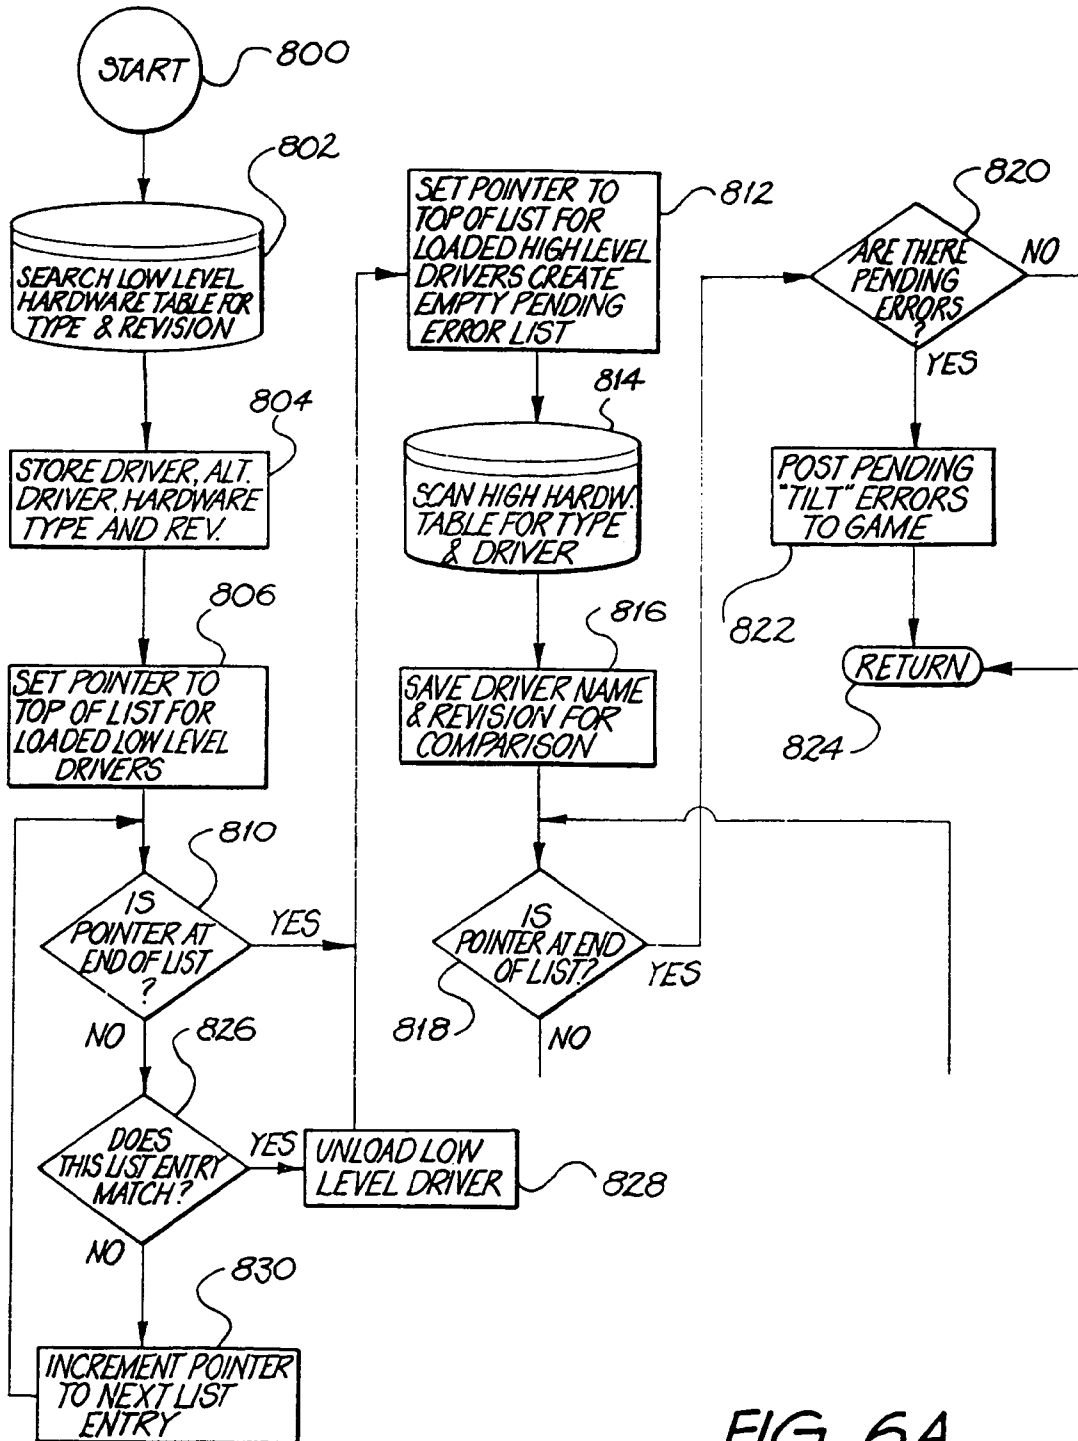 START
800
802
SEARCH LOW LEVEL
HARDWARE TABLE FOR
TYPE & REVISION
804
STORE DRIVER, ALT.
DRIVER, HARDWARE
TYPE AND REV.
806
SET POINTER TO
TOP OF LIST FOR
LOADED LOW LEVEL
DRIVERS
810
IS
POINTER AT
END OF LIST
?
YES
NO
826
DOES
THIS LIST ENTRY
MATCH?
YES
UNLOAD LOW
LEVEL DRIVER
828
NO
830
INCREMENT POINTER
TO NEXT LIST
ENTRY
812
SET POINTER TO
TOP OF LIST FOR
LOADED HIGH LEVEL
DRIVERS CREATE
EMPTY PENDING
ERROR LIST
814
SCAN HIGH HARDW.
TABLE FOR TYPE
& DRIVER
816
SAVE DRIVER NAME
& REVISION FOR
COMPARISON
IS
POINTER AT END
OF LIST?
YES
818
NO
820
ARE THERE
PENDING
ERRORS
?
NO
YES
POST PENDING
"TILT" ERRORS
TO GAME
822
RETURN
824
FIG. 6A